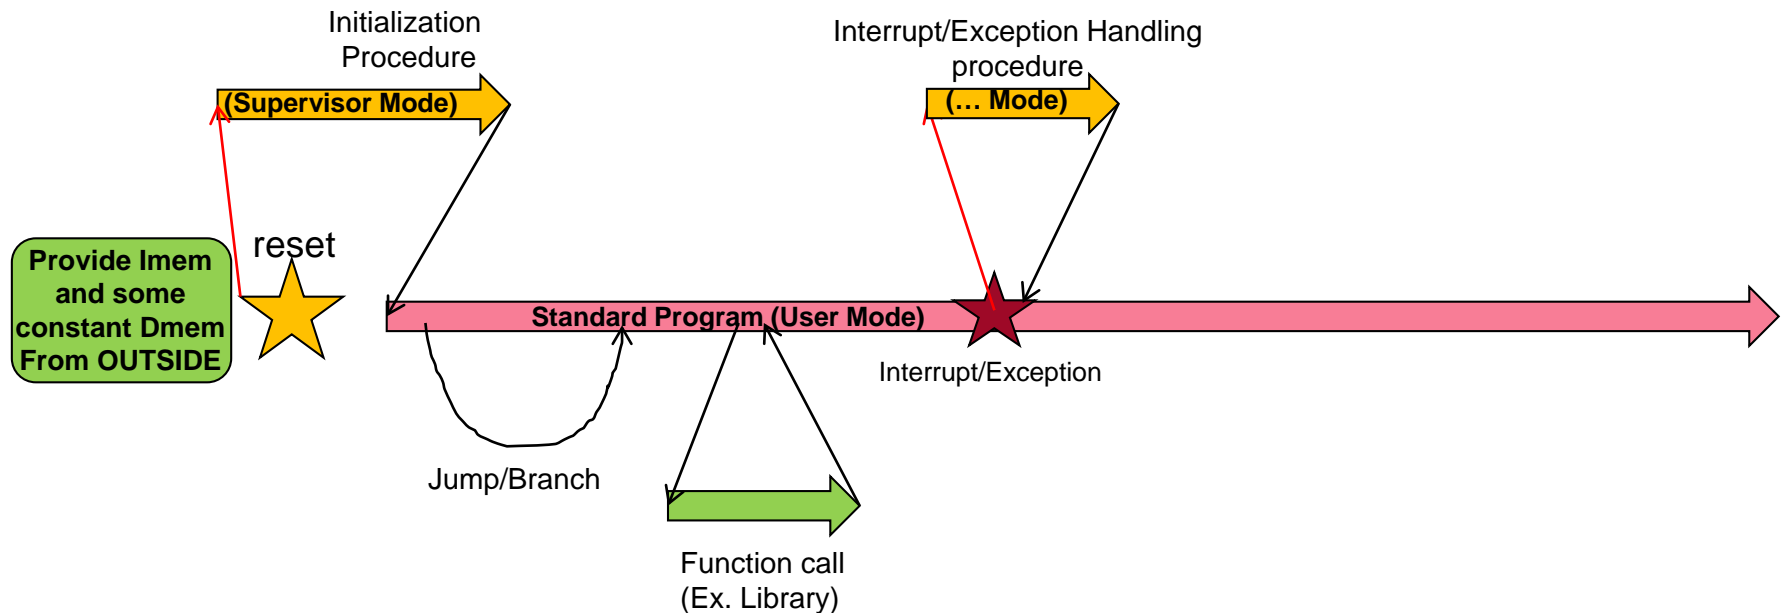 Initialization
Procedure
(Supervisor Mode)
Interrupt/Exception Handling
procedure
(... Mode)
reset
Provide Imem
and some
constant Dmem
From OUTSIDE
Standard Program (User Mode)
Interrupt/Exception
Jump/Branch
Function call
(Ex. Library)